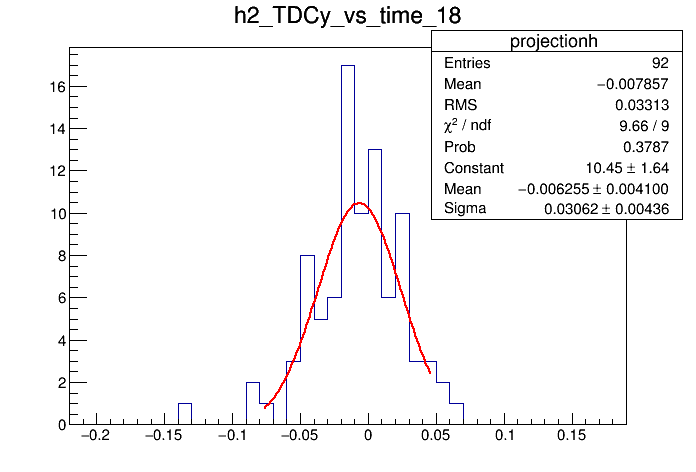 h2_TDCy_vs_time_18
projectionh
Entries 92
Mean −0.007857
RMS 0.03313
χ² / ndf 9.66 / 9
Prob 0.3787
Constant 10.45 ± 1.64
Mean −0.006255 ± 0.004100
Sigma 0.03062 ± 0.00436
16
14
12
10
8
6
4
2
0
−0.2 −0.15 −0.1 −0.05 0 0.05 0.1 0.15